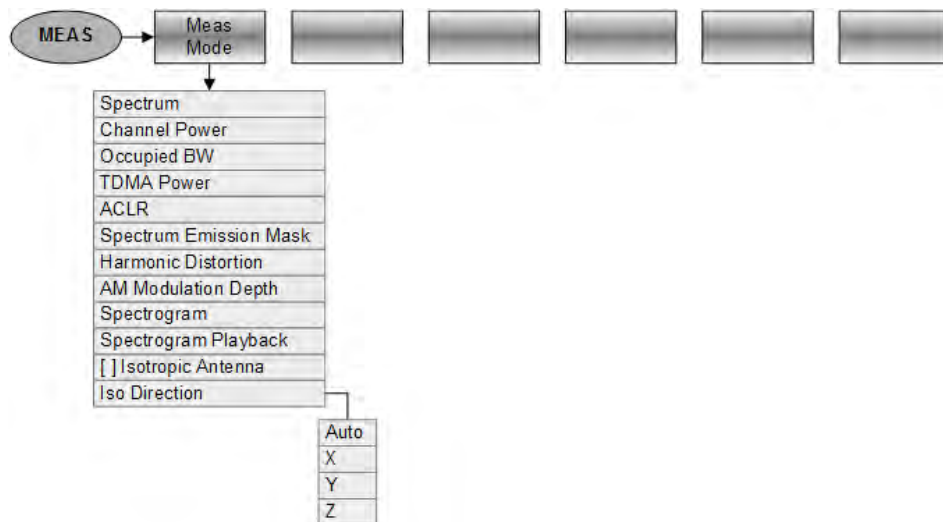 MEAS
Meas
Mode
Spectrum
Channel Power
Occupied BW
TDMA Power
ACLR
Spectrum Emission Mask
Harmonic Distortion
AM Modulation Depth
Spectrogram
Spectrogram Playback
[ ] Isotropic Antenna
Iso Direction
Auto
X
Y
Z